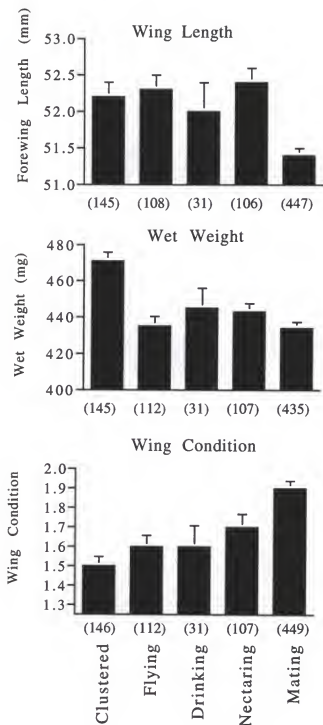 Wing Length
Forewing Length (mm)
53.0
52.5
52.0
51.5
51.0
(145) (108) (31) (106) (447)
Wet Weight
Wet Weight (mg)
480
460
440
420
400
(145) (112) (31) (107) (435)
Wing Condition
Wing Condition
2.0
1.9
1.8
1.7
1.6
1.5
1.4
1.3
(146) (112) (31) (107) (449)
Clustered
Flying
Drinking
Nectaring
Mating